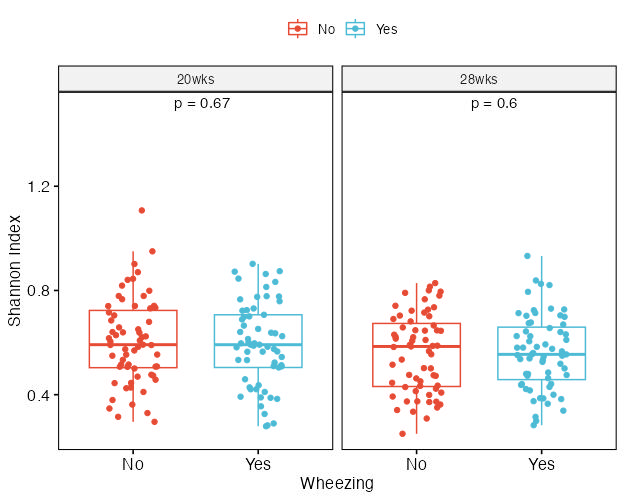 No Yes
20wks 28wks
p = 0.67 p = 0.6
1.2
0.8
0.4
Shannon Index
No Yes No Yes
Wheezing